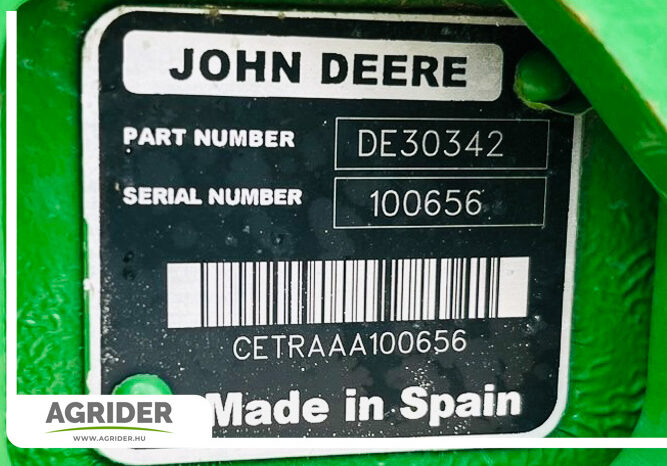 JOHN DEERE
PART NUMBER DE30342
SERIAL NUMBER 100656
CETRAAA100656
Made in Spain
AGRIDER
WWW.AGRIDER.HU